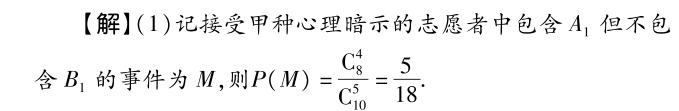 【解】(1)记接受甲种心理暗示的志愿者中包含 A₁ 但不包
含 B₁ 的事件为 M,则P(M) = C₈⁴/C₁₀⁵ = 5/18.